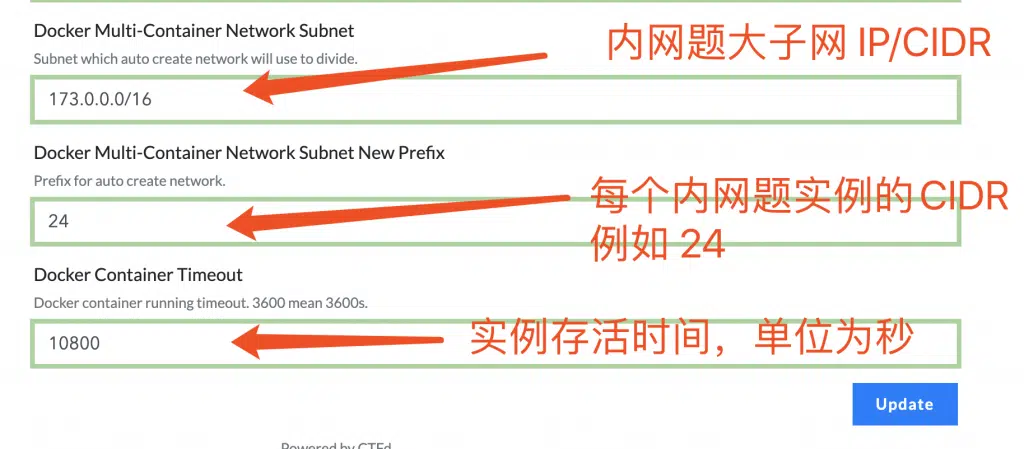 Docker Multi-Container Network Subnet
内网题大子网 IP/CIDR
Subnet which auto create network will use to divide.
173.0.0.0/16
Docker Multi-Container Network Subnet New Prefix
Prefix for auto create network.
每个内网题实例的 CIDR
24
例如 24
Docker Container Timeout
Docker container running timeout. 3600 mean 3600s.
10800
实例存活时间，单位为秒
Update
Powered by CTFd